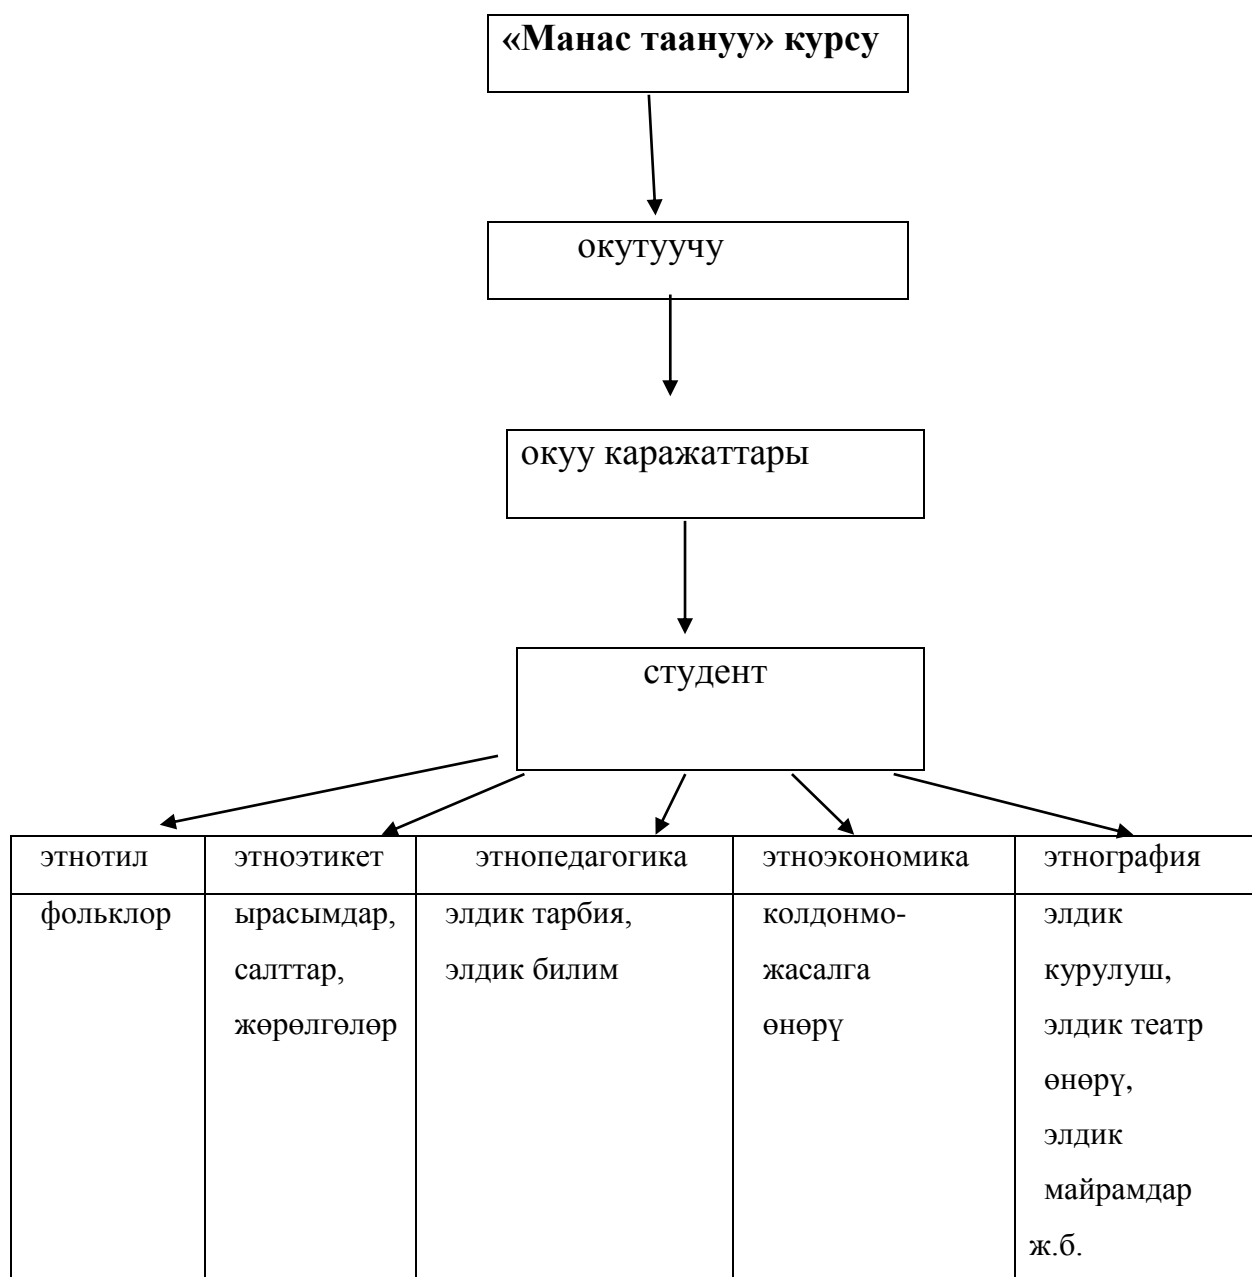 «Манас таануу» курсу
окутуучу
окуу каражаттары
студент
этнотил
этноэтикет
этнопедагогика
этноэкономика
этнография
фольклор
ырасымдар,
салттар,
жөрөлгөлөр
элдик тарбия,
элдик билим
колдонмо-
жасалга
өнөрү
элдик
курулуш,
элдик театр
өнөрү,
элдик
майрамдар
ж.б.